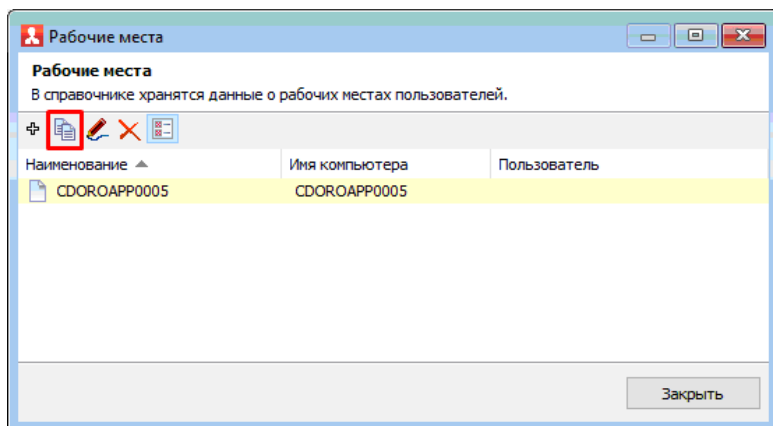 Рабочие места
Рабочие места
В справочнике хранятся данные о рабочих местах пользователей.
Наименование Имя компьютера Пользователь
CDOROAPP0005 CDOROAPP0005
Закрыть